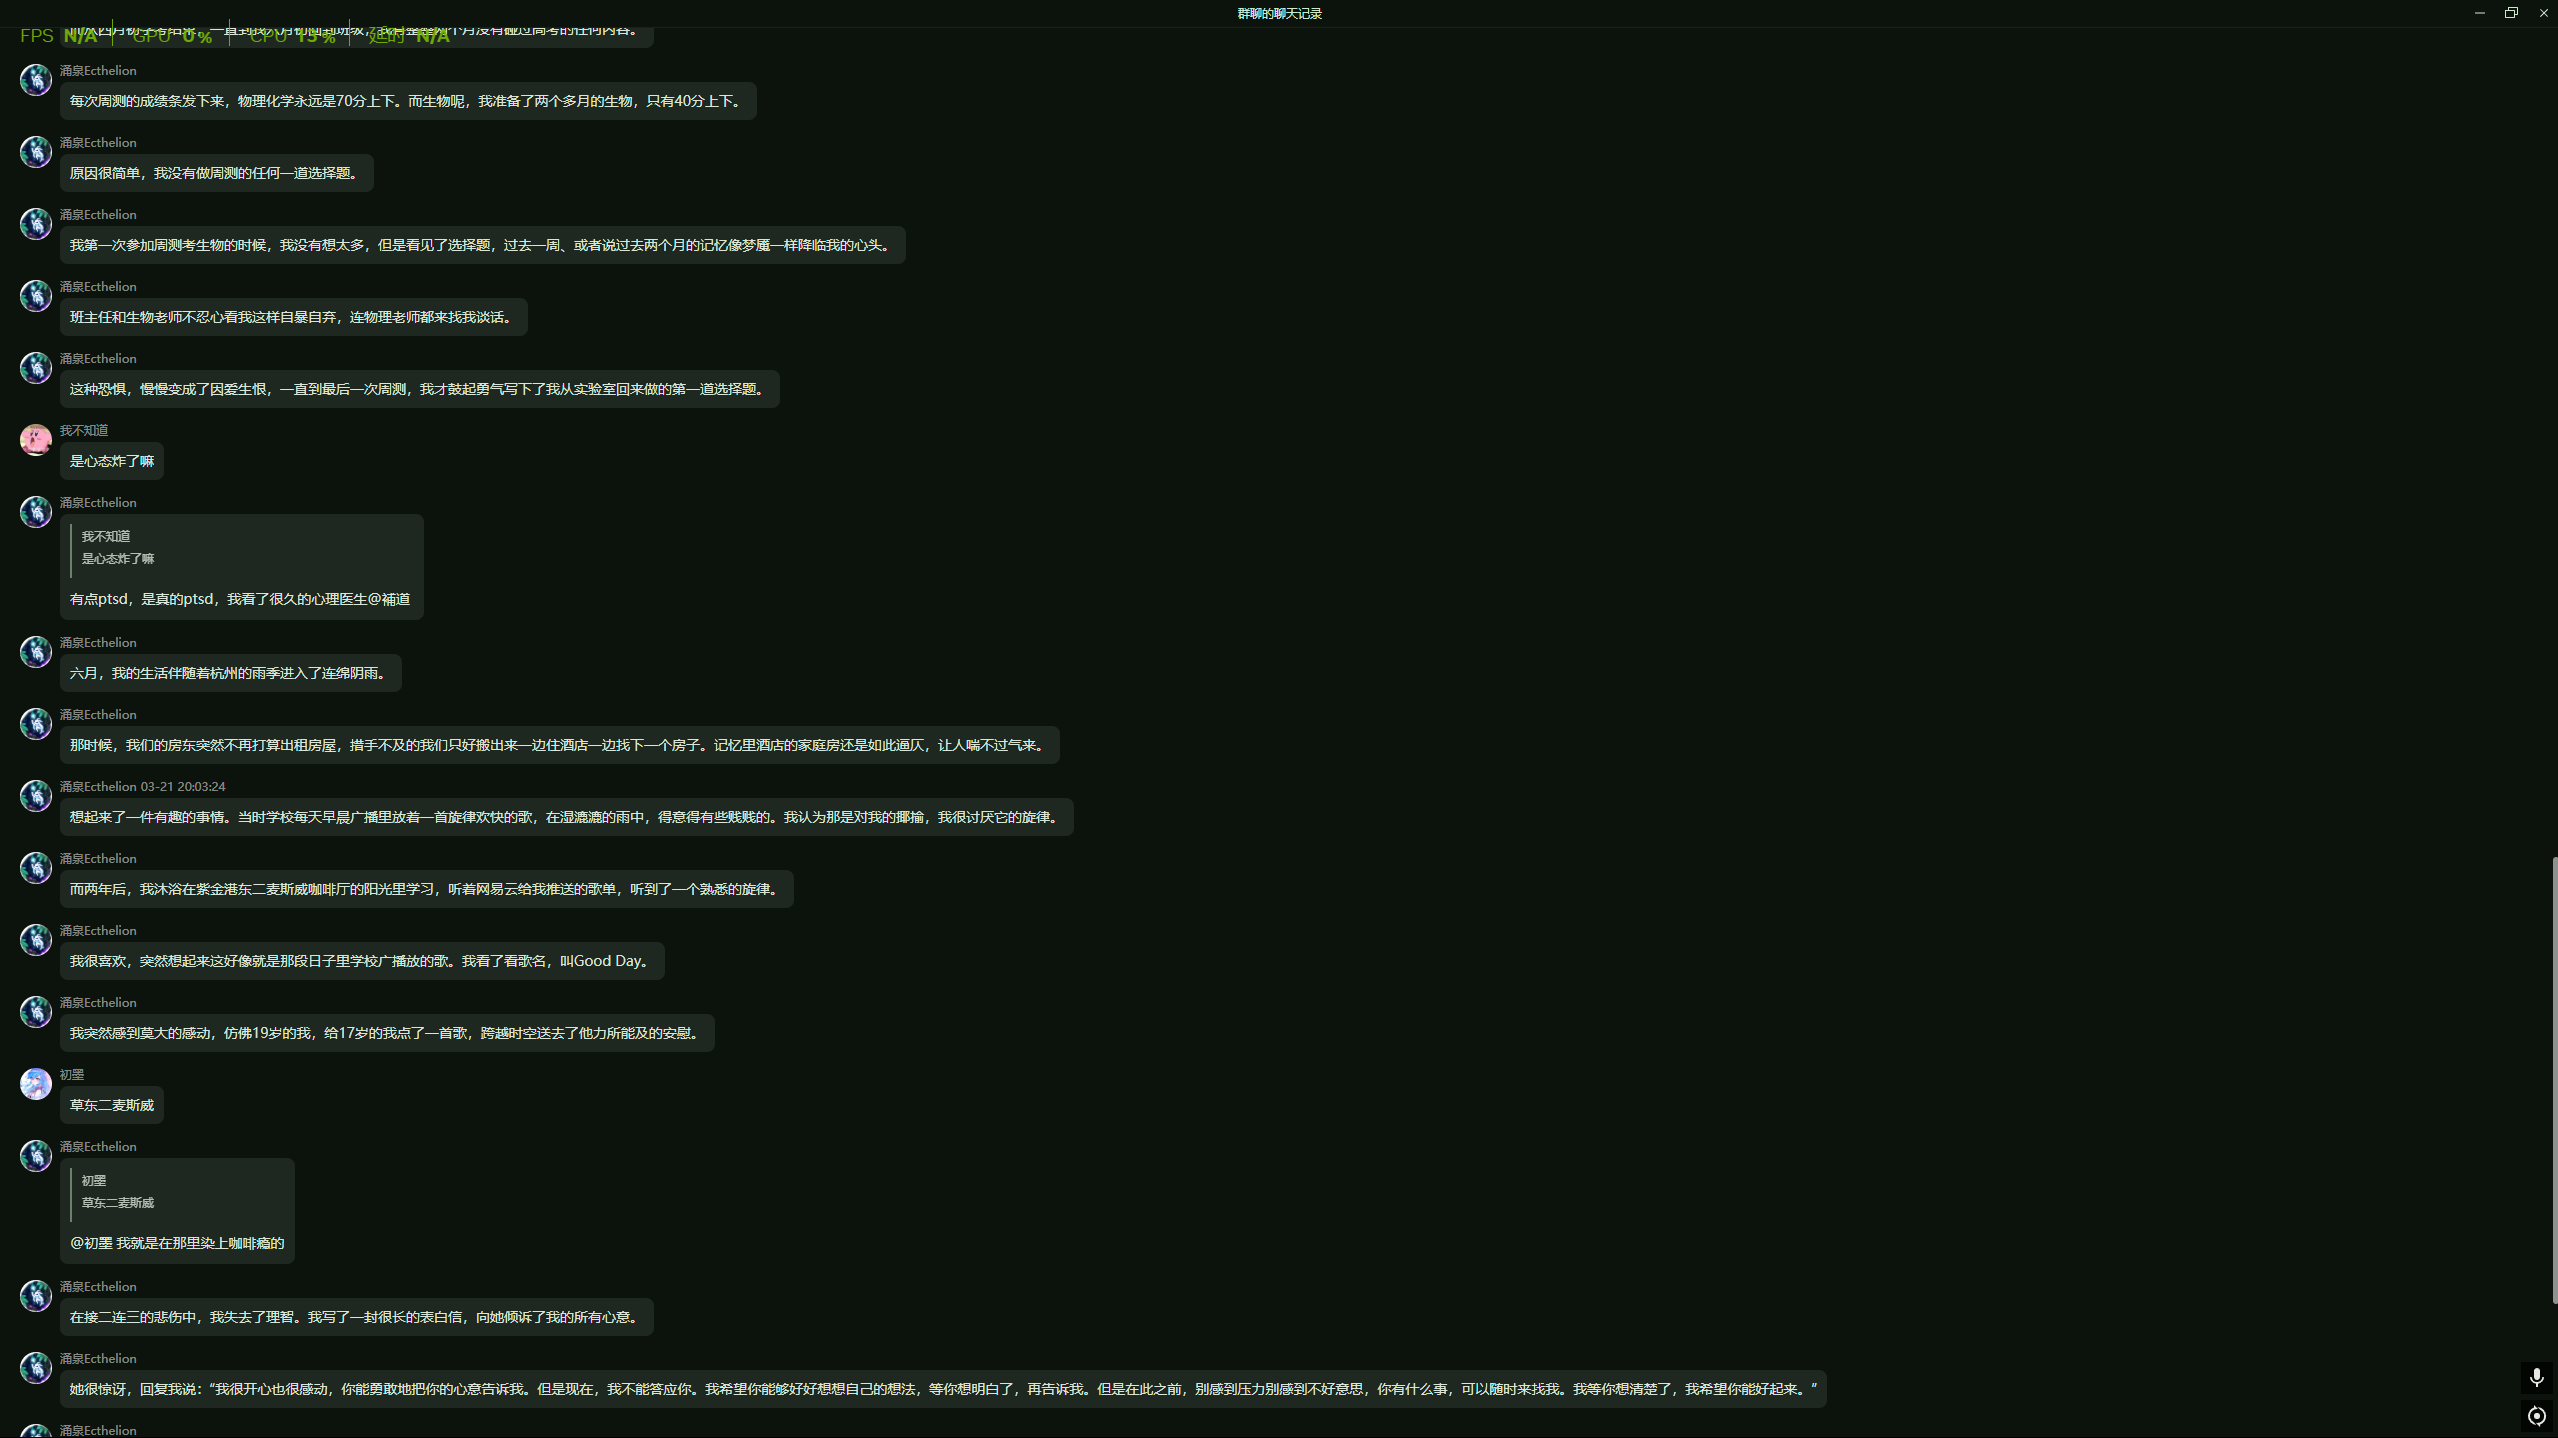 群聊的聊天记录
FPS N/A GPU 0% CPU 15% 延时 N/A
涌泉Ecthelion
每次周测的成绩条发下来，物理化学永远是70分上下。而生物呢，我准备了两个多月的生物，只有40分上下。
涌泉Ecthelion
原因很简单，我没有做周测的任何一道选择题。
涌泉Ecthelion
我第一次参加周测考生物的时候，我没有想太多，但是看见了选择题，过去一周、或者说过去两个月的记忆像梦魇一样降临我的心头。
涌泉Ecthelion
班主任和生物老师不忍心看我这样自暴自弃，连物理老师都来找我谈话。
涌泉Ecthelion
这种恐惧，慢慢变成了因爱生恨，一直到最后一次周测，我才鼓起勇气写下了我从实验室回来做的第一道选择题。
我不知道
是心态炸了嘛
涌泉Ecthelion
我不知道
是心态炸了嘛
有点ptsd，是真的ptsd，我看了很久的心理医生@補道
涌泉Ecthelion
六月，我的生活伴随着杭州的雨季进入了连绵阴雨。
涌泉Ecthelion
那时候，我们的房东突然不再打算出租房屋，措手不及的我们只好搬出来一边住酒店一边找下一个房子。记忆里酒店的家庭房还是如此逼仄，让人喘不过气来。
涌泉Ecthelion 03-21 20:03:24
想起来了一件有趣的事情。当时学校每天早晨广播里放着一首旋律欢快的歌，在湿漉漉的雨中，得意得有些贱贱的。我认为那是对我的揶揄，我很讨厌它的旋律。
涌泉Ecthelion
而两年后，我沐浴在紫金港东二麦斯威咖啡厅的阳光里学习，听着网易云给我推送的歌单，听到了一个熟悉的旋律。
涌泉Ecthelion
我很喜欢，突然想起来这好像就是那段日子里学校广播放的歌。我看了看歌名，叫Good Day。
涌泉Ecthelion
我突然感到莫大的感动，仿佛19岁的我，给17岁的我点了一首歌，跨越时空送去了他力所能及的安慰。
初墨
草东二麦斯威
涌泉Ecthelion
初墨
草东二麦斯威
@初墨 我就是在那里染上咖啡瘾的
涌泉Ecthelion
在接二连三的悲伤中，我失去了理智。我写了一封很长的表白信，向她倾诉了我的所有心意。
涌泉Ecthelion
她很惊讶，回复我说：“我很开心也很感动，你能勇敢地把你的心意告诉我。但是现在，我不能答应你。我希望你能够好好想想自己的想法，等你想明白了，再告诉我。但是在此之前，别感到压力别感到不好意思，你有什么事，可以随时来找我。我等你想清楚了，我希望你能好起来。”
涌泉Ecthelion